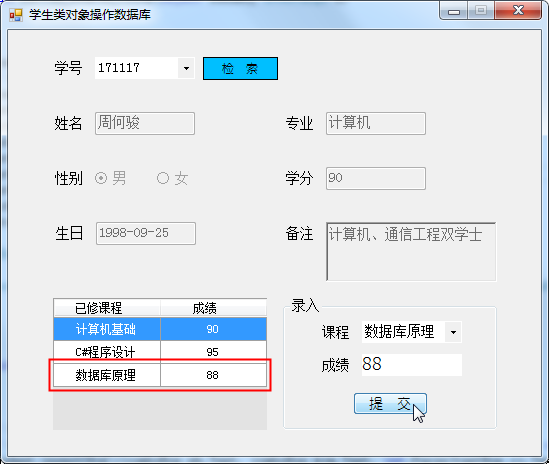 学生类对象操作数据库
学号 171117 检 索
姓名 周何骏 专业 计算机
性别 男 女 学分 90
生日 1998-09-25 备注 计算机、通信工程双学士
已修课程 成绩
计算机基础 90
C#程序设计 95
数据库原理 88
录入
课程 数据库原理
成绩 88
提 交